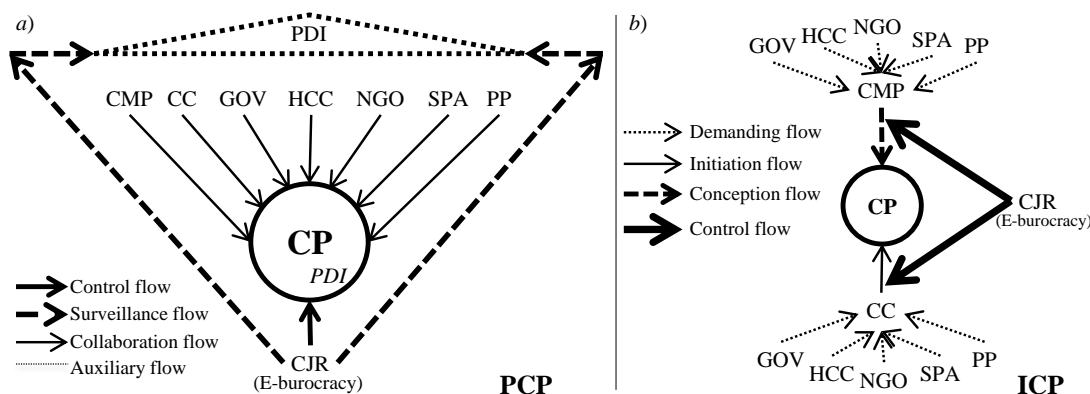 a)
PDI
CMP CC GOV HCC NGO SPA PP
CP
PDI
Control flow
Surveillance flow
Collaboration flow
Auxiliary flow
CJR
(E-burocracy)
PCP
b)
GOV HCC NGO SPA PP
CMP
Demanding flow
Initiation flow
Conception flow
Control flow
CP
CJR
(E-burocracy)
CC
GOV HCC NGO SPA PP
ICP